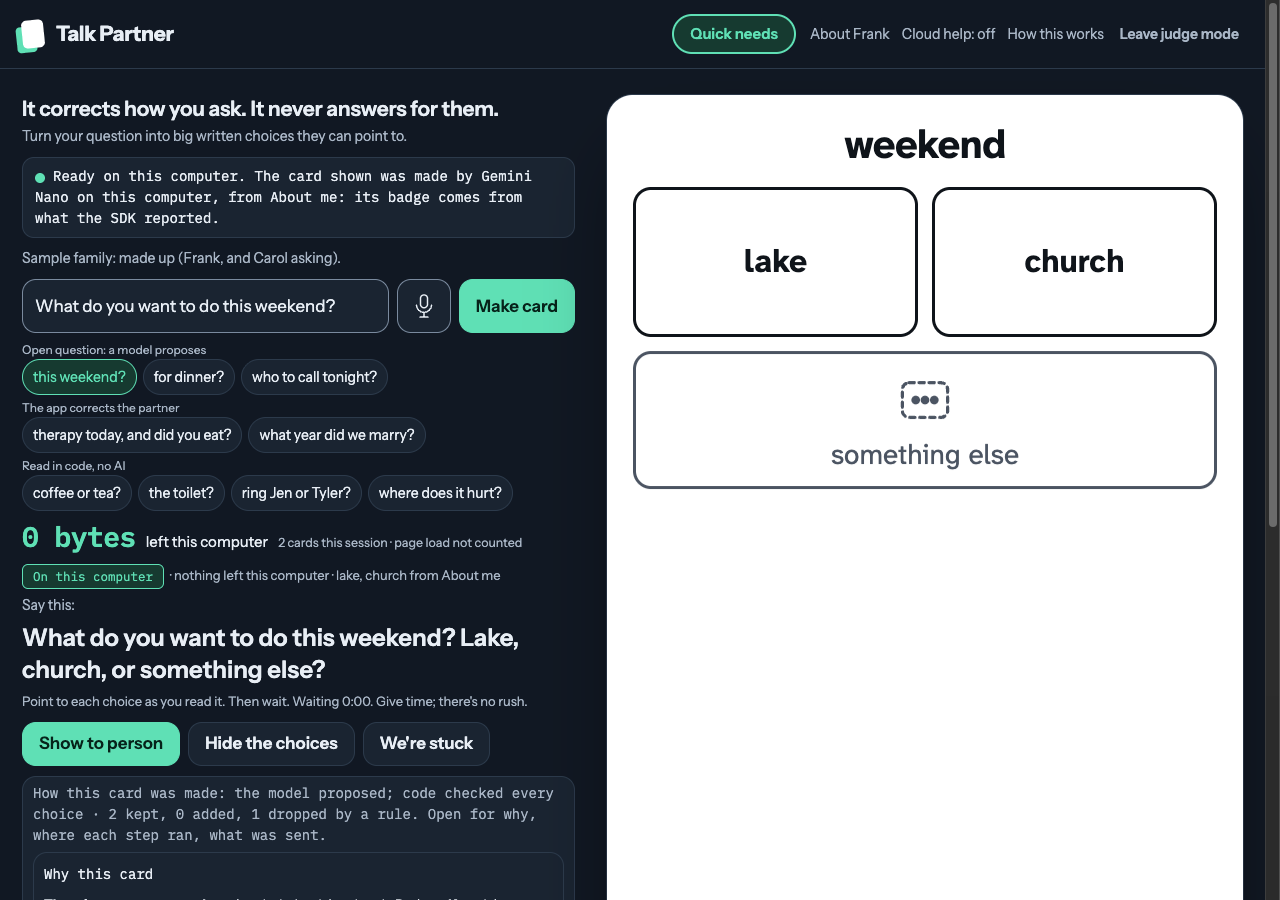 Talk Partner
Quick needs
About Frank
Cloud help: off
How this works
Leave judge mode
It corrects how you ask. It never answers for them.
Turn your question into big written choices they can point to.
Ready on this computer. The card shown was made by Gemini
Nano on this computer, from About me: its badge comes from
what the SDK reported.
Sample family: made up (Frank, and Carol asking).
What do you want to do this weekend?
Make card
Open question: a model proposes
this weekend?
for dinner?
who to call tonight?
The app corrects the partner
therapy today, and did you eat?
what year did we marry?
Read in code, no AI
coffee or tea?
the toilet?
ring Jen or Tyler?
where does it hurt?
0 bytes left this computer 2 cards this session · page load not counted
On this computer · nothing left this computer · lake, church from About me
Say this:
What do you want to do this weekend? Lake,
church, or something else?
Point to each choice as you read it. Then wait. Waiting 0:00. Give time; there's no rush.
Show to person
Hide the choices
We're stuck
How this card was made: the model proposed; code checked every
choice · 2 kept, 0 added, 1 dropped by a rule. Open for why,
where each step ran, what was sent.
Why this card
weekend
lake
church
something else